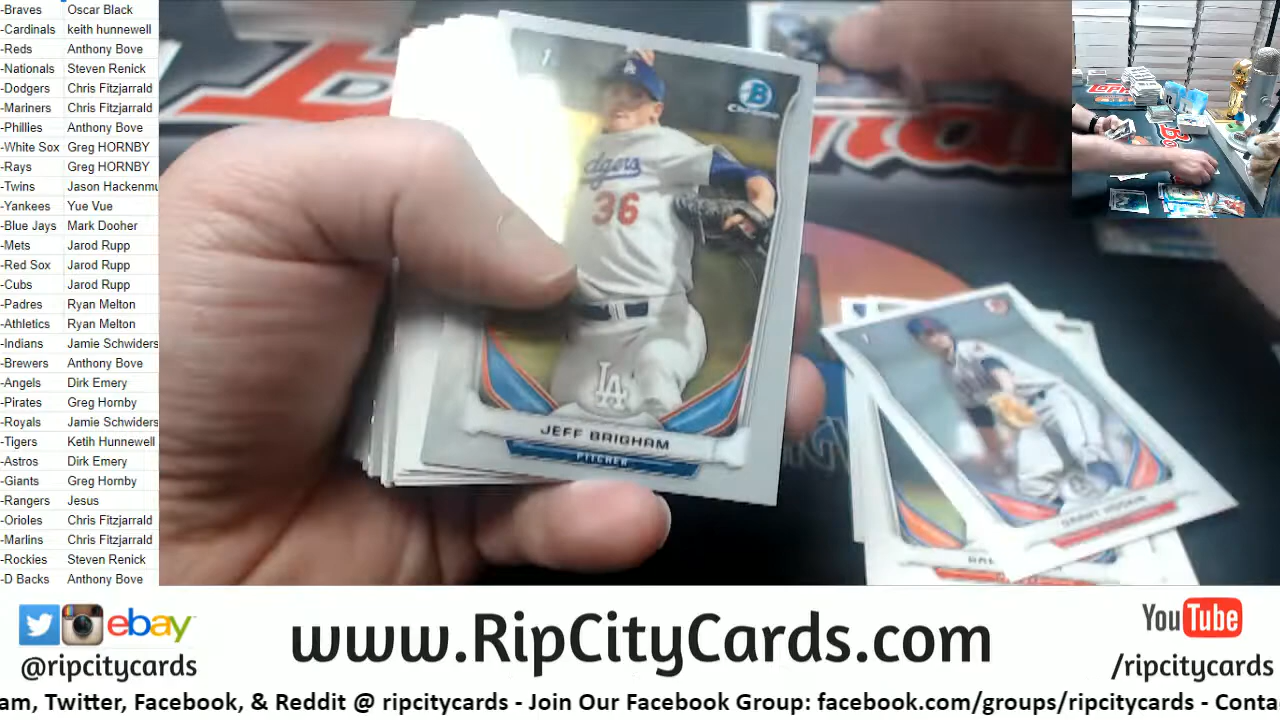 -Braves Oscar Black
-Cardinals keith hunnewell
-Reds Anthony Bove
-Nationals Steven Renick
-Dodgers Chris Fitzjarrald
-Mariners Chris Fitzjarrald
-Phillies Anthony Bove
-White Sox Greg HORNBY
-Rays Greg HORNBY
-Twins Jason Hackenmu
-Yankees Yue Vue
-Blue Jays Mark Dooher
-Mets Jarod Rupp
-Red Sox Jarod Rupp
-Cubs Jarod Rupp
-Padres Ryan Melton
-Athletics Ryan Melton
-Indians Jamie Schwiders
-Brewers Anthony Bove
-Angels Dirk Emery
-Pirates Greg Hornby
-Royals Jamie Schwiders
-Tigers Ketih Hunnewell
-Astros Dirk Emery
-Giants Greg Hornby
-Rangers Jesus
-Orioles Chris Fitzjarrald
-Marlins Chris Fitzjarrald
-Rockies Steven Renick
-D Backs Anthony Bove
1
B
Chrome
dgers
36
LA
JEFF BRIGHAM
PITCHER
ebay
@ripcitycards
www.RipCityCards.com
YouTube
/ripcitycards
am, Twitter, Facebook, & Reddit @ ripcitycards - Join Our Facebook Group: facebook.com/groups/ripcitycards - Conta